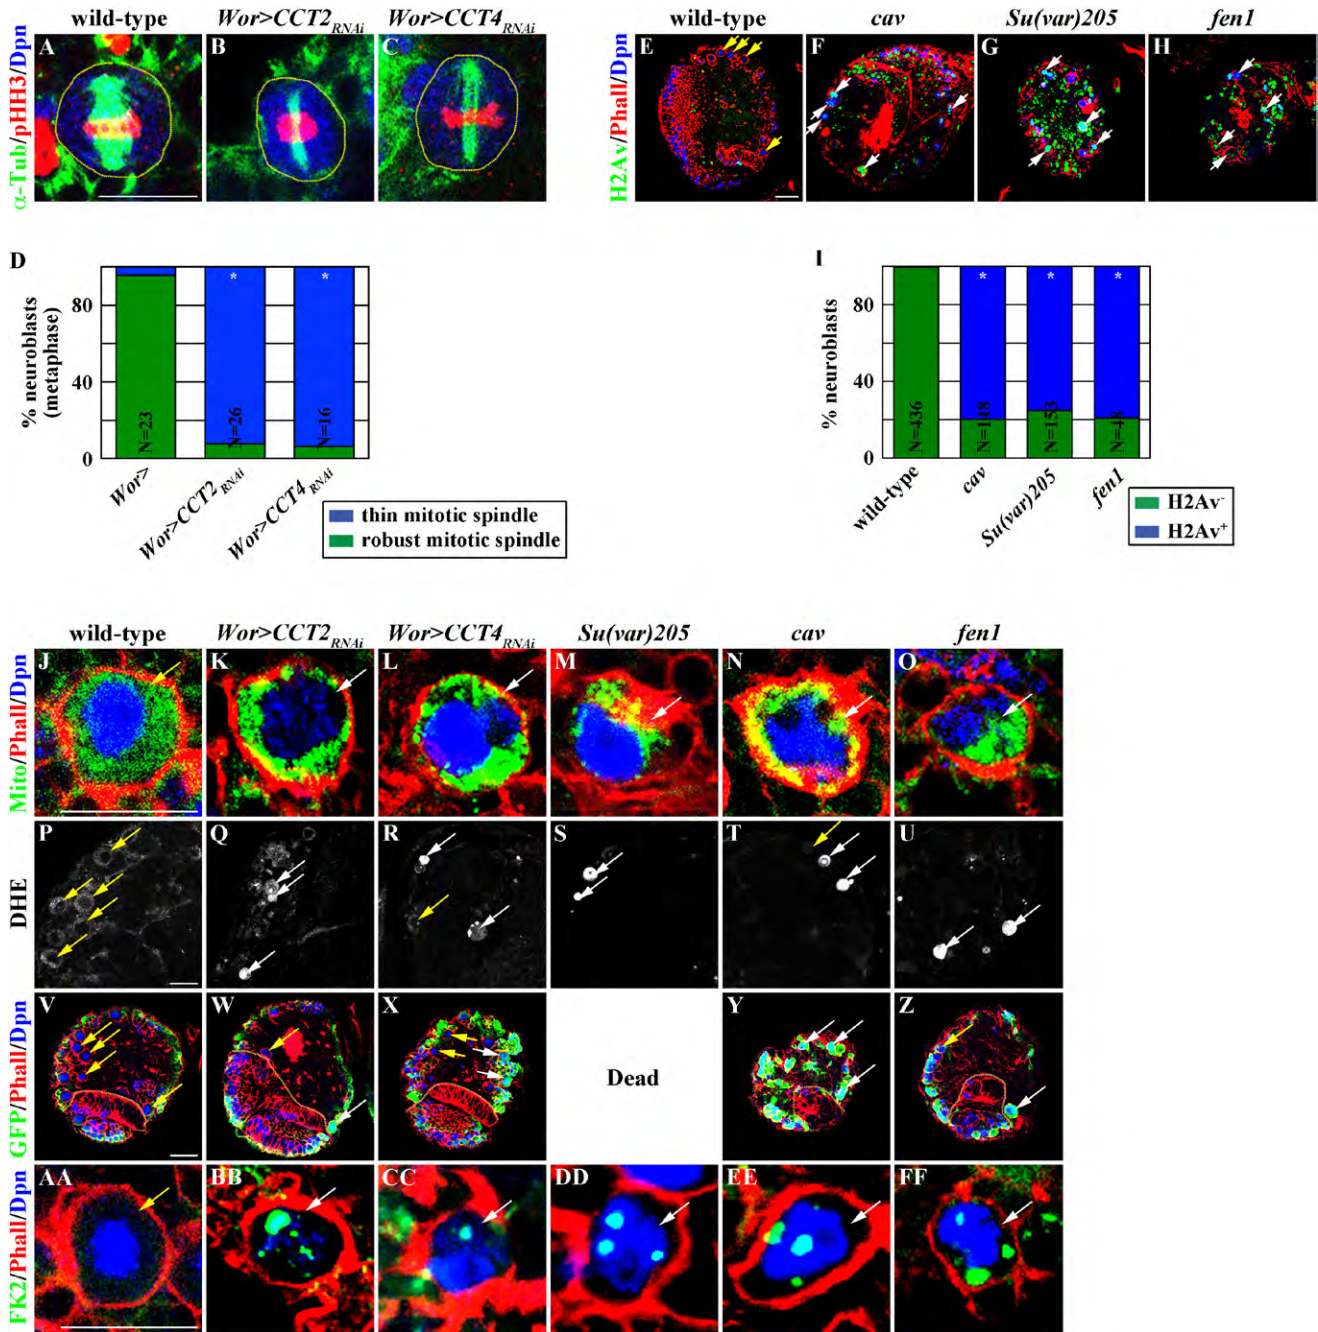 wild-type Wor>CCT2RNAi Wor>CCT4RNAi
α-Tub/pHH3/Dpn
A B C
wild-type cav Su(var)205 fen1
H2Av/Phall/Dpn
E F G H
D
% neuroblasts
(metaphase)
80
40
0
* *
N=23 N=26 N=16
Wor> Wor>CCT2RNAi Wor>CCT4RNAi
thin mitotic spindle
robust mitotic spindle
I
% neuroblasts
80
40
0
* * *
N=436 N=148 N=153 N=48
wild-type cav Su(var)205 fen1
H2Av-
H2Av+
wild-type Wor>CCT2RNAi Wor>CCT4RNAi Su(var)205 cav fen1
Mito/Phall/Dpn
J K L M N O
DHE
P Q R S T U
GFP/Phall/Dpn
V W X Y Z
Dead
FK2/Phall/Dpn
AA BB CC DD EE FF